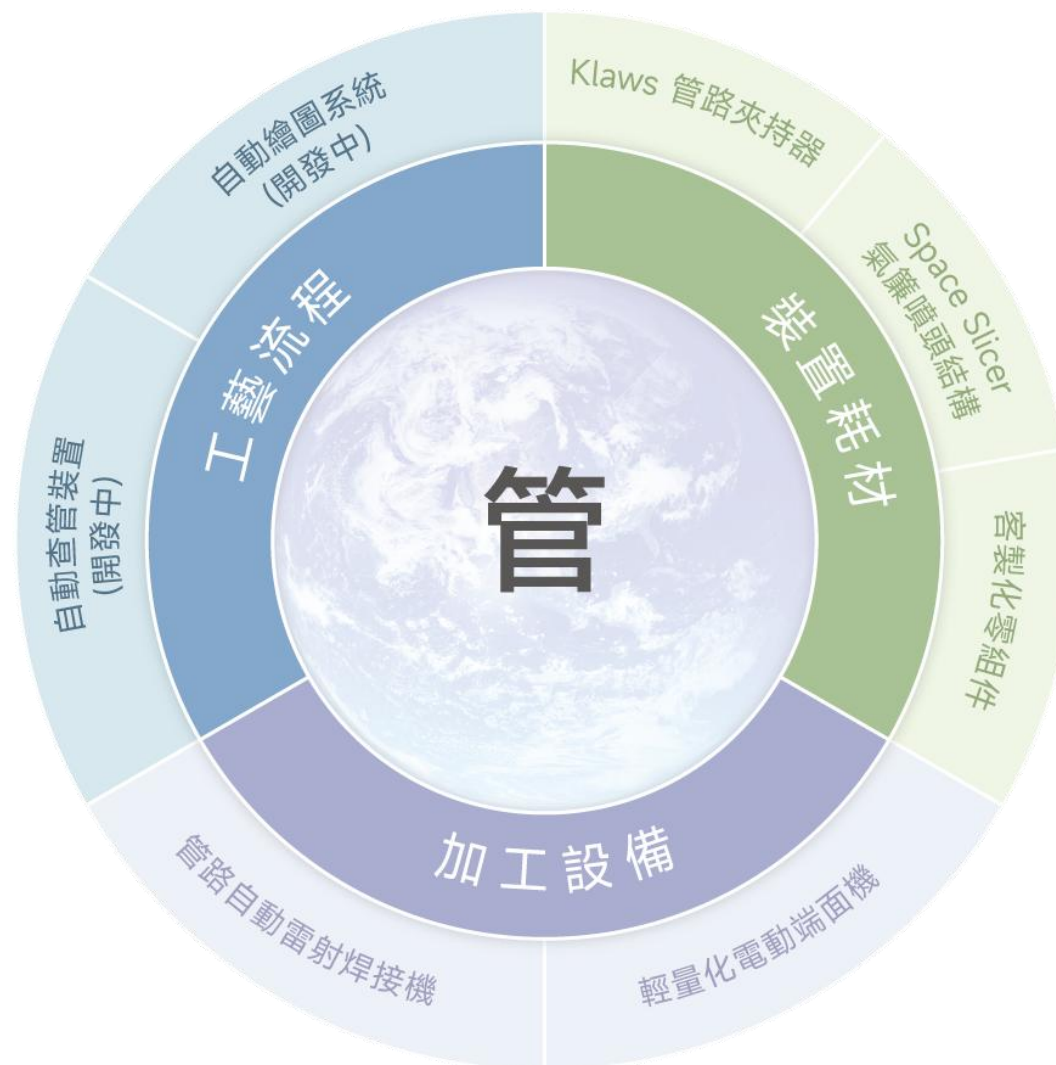 管
工藝流程
裝置耗材
加工設備
自動繪圖系統
(開發中)
Klaws 管路夾持器
Space Slicer
氣簾噴頭結構
客製化零組件
輕量化電動端面機
管路自動雷射焊接機
自動查管裝置
(開發中)